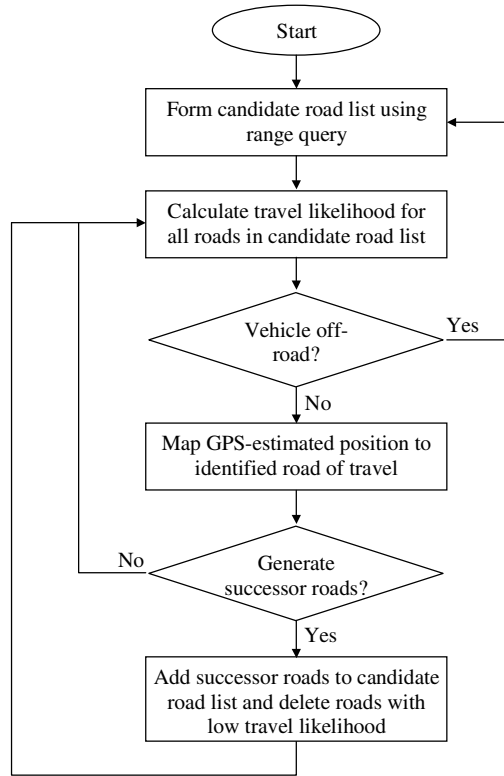 Start
Form candidate road list using
range query
Calculate travel likelihood for
all roads in candidate road list
Vehicle off-
road?
Yes
No
Map GPS-estimated position to
identified road of travel
No
Generate
successor roads?
Yes
Add successor roads to candidate
road list and delete roads with
low travel likelihood